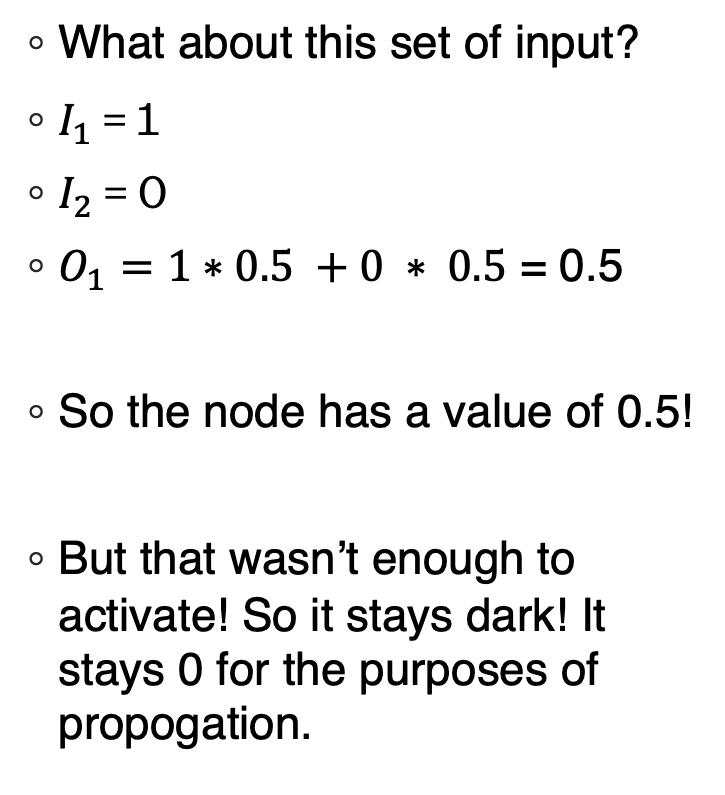 ◦ What about this set of input?
◦ I₁ = 1
◦ I₂ = 0
◦ O₁ = 1 * 0.5 + 0 * 0.5 = 0.5
◦ So the node has a value of 0.5!
◦ But that wasn’t enough to
activate! So it stays dark! It
stays 0 for the purposes of
propogation.